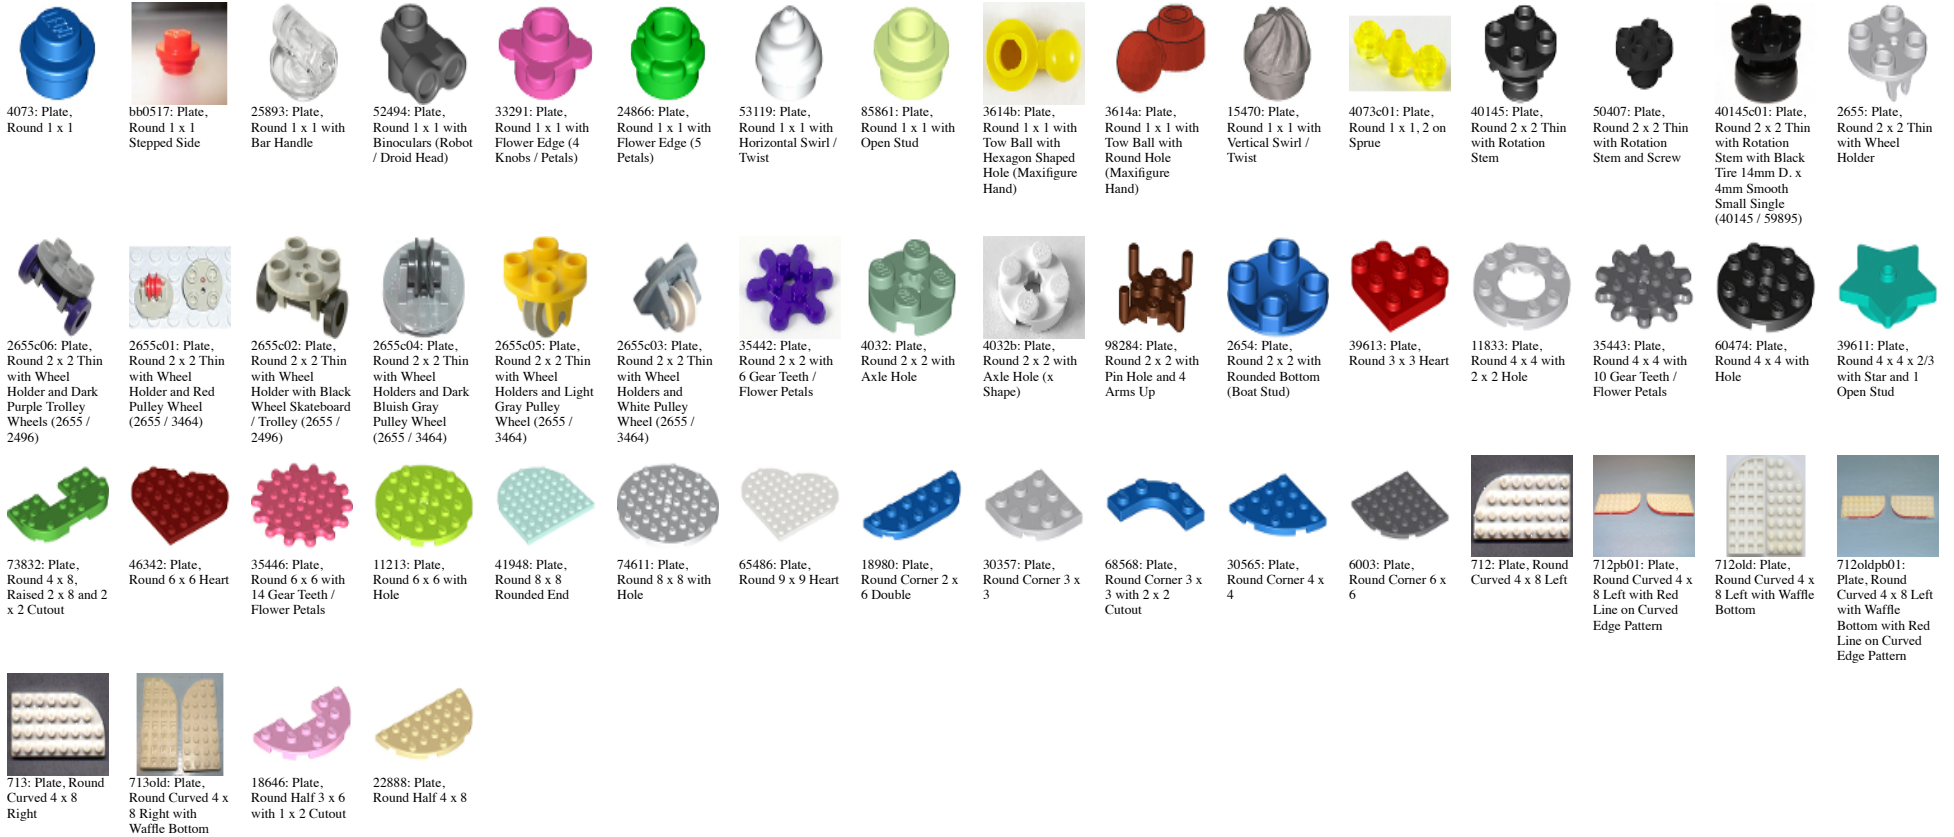 4073: Plate,
Round 1 x 1
bb0517: Plate,
Round 1 x 1
Stepped Side
25893: Plate,
Round 1 x 1 with
Bar Handle
52494: Plate,
Round 1 x 1 with
Binoculars (Robot
/ Droid Head)
33291: Plate,
Round 1 x 1 with
Flower Edge (4
Knobs / Petals)
24866: Plate,
Round 1 x 1 with
Flower Edge (5
Petals)
53119: Plate,
Round 1 x 1 with
Horizontal Swirl /
Twist
85861: Plate,
Round 1 x 1 with
Open Stud
3614b: Plate,
Round 1 x 1 with
Tow Ball with
Hexagon Shaped
Hole (Maxifigure
Hand)
3614a: Plate,
Round 1 x 1 with
Tow Ball with
Round Hole
(Maxifigure
Hand)
15470: Plate,
Round 1 x 1 with
Vertical Swirl /
Twist
4073c01: Plate,
Round 1 x 1, 2 on
Sprue
40145: Plate,
Round 2 x 2 Thin
with Rotation
Stem
50407: Plate,
Round 2 x 2 Thin
with Rotation
Stem and Screw
40145c01: Plate,
Round 2 x 2 Thin
with Rotation
Stem with Black
Tire 14mm D. x
4mm Smooth
Small Single
(40145 / 59895)
2655: Plate,
Round 2 x 2 Thin
with Wheel
Holder
2655c06: Plate,
Round 2 x 2 Thin
with Wheel
Holder and Dark
Purple Trolley
Wheels (2655 /
2496)
2655c01: Plate,
Round 2 x 2 Thin
with Wheel
Holder and Red
Pulley Wheel
(2655 / 3464)
2655c02: Plate,
Round 2 x 2 Thin
with Wheel
Holder with Black
Wheel Skateboard
/ Trolley (2655 /
2496)
2655c04: Plate,
Round 2 x 2 Thin
with Wheel
Holders and Dark
Bluish Gray
Pulley Wheel
(2655 / 3464)
2655c05: Plate,
Round 2 x 2 Thin
with Wheel
Holders and Light
Gray Pulley
Wheel (2655 /
3464)
2655c03: Plate,
Round 2 x 2 Thin
with Wheel
Holders and
White Pulley
Wheel (2655 /
3464)
35442: Plate,
Round 2 x 2 with
6 Gear Teeth /
Flower Petals
4032: Plate,
Round 2 x 2 with
Axle Hole
4032b: Plate,
Round 2 x 2 with
Axle Hole (x
Shape)
98284: Plate,
Round 2 x 2 with
Pin Hole and 4
Arms Up
2654: Plate,
Round 2 x 2 with
Rounded Bottom
(Boat Stud)
39613: Plate,
Round 3 x 3 Heart
11833: Plate,
Round 4 x 4 with
2 x 2 Hole
35443: Plate,
Round 4 x 4 with
10 Gear Teeth /
Flower Petals
60474: Plate,
Round 4 x 4 with
Hole
39611: Plate,
Round 4 x 4 x 2/3
with Star and 1
Open Stud
73832: Plate,
Round 4 x 8,
Raised 2 x 8 and 2
x 2 Cutout
46342: Plate,
Round 6 x 6 Heart
35446: Plate,
Round 6 x 6 with
14 Gear Teeth /
Flower Petals
11213: Plate,
Round 6 x 6 with
Hole
41948: Plate,
Round 8 x 8
Rounded End
74611: Plate,
Round 8 x 8 with
Hole
65486: Plate,
Round 9 x 9 Heart
18980: Plate,
Round Corner 2 x
6 Double
30357: Plate,
Round Corner 3 x
3
68568: Plate,
Round Corner 3 x
3 with 2 x 2
Cutout
30565: Plate,
Round Corner 4 x
4
6003: Plate,
Round Corner 6 x
6
712: Plate, Round
Curved 4 x 8 Left
712pb01: Plate,
Round Curved 4 x
8 Left with Red
Line on Curved
Edge Pattern
712old: Plate,
Round Curved 4 x
8 Left with Waffle
Bottom
712oldpb01:
Plate, Round
Curved 4 x 8 Left
with Waffle
Bottom with Red
Line on Curved
Edge Pattern
713: Plate, Round
Curved 4 x 8
Right
713old: Plate,
Round Curved 4 x
8 Right with
Waffle Bottom
18646: Plate,
Round Half 3 x 6
with 1 x 2 Cutout
22888: Plate,
Round Half 4 x 8